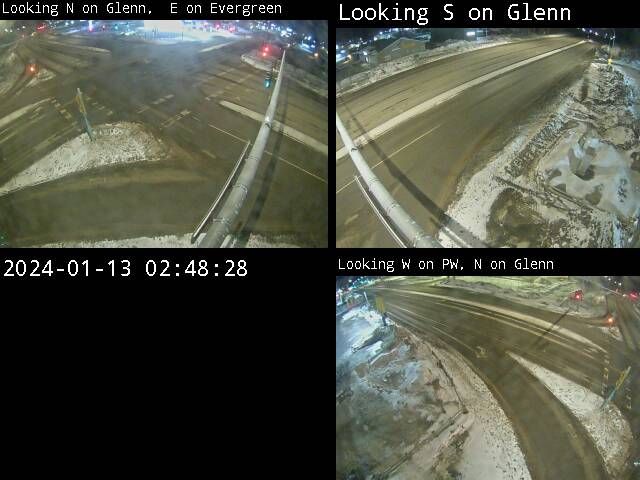 Looking N on Glenn, E on Evergreen
Looking S on Glenn
2024-01-13 02:48:28
Looking W on PW, N on Glenn